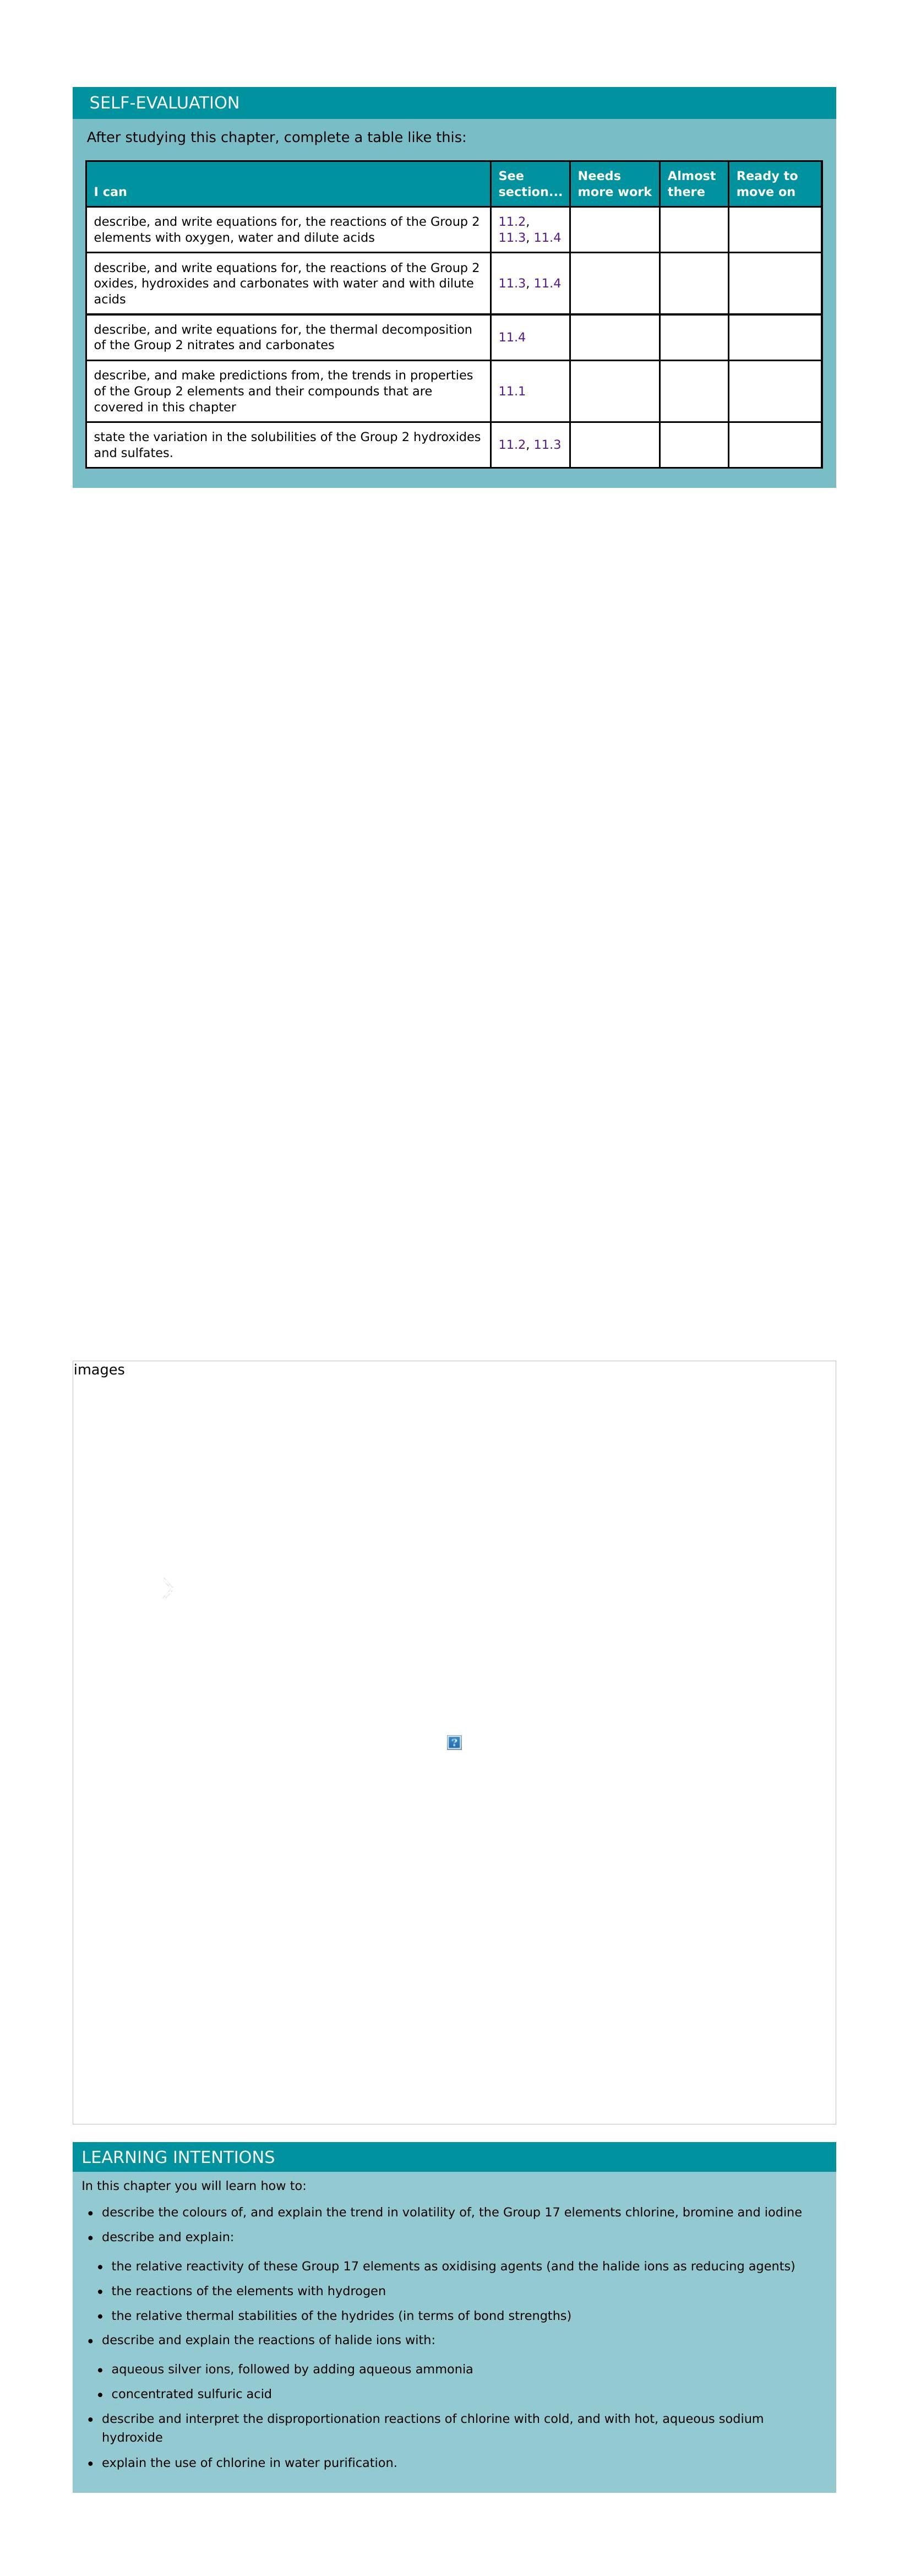 SELF-EVALUATION
After studying this chapter, complete a table like this:
I can
See section...
Needs more work
Almost there
Ready to move on
describe, and write equations for, the reactions of the Group 2
elements with oxygen, water and dilute acids
11.2,
11.3, 11.4
describe, and write equations for, the reactions of the Group 2
oxides, hydroxides and carbonates with water and with dilute
acids
11.3, 11.4
describe, and write equations for, the thermal decomposition
of the Group 2 nitrates and carbonates
11.4
describe, and make predictions from, the trends in properties
of the Group 2 elements and their compounds that are
covered in this chapter
11.1
state the variation in the solubilities of the Group 2 hydroxides
and sulfates.
11.2, 11.3
images
?
LEARNING INTENTIONS
In this chapter you will learn how to:
• describe the colours of, and explain the trend in volatility of, the Group 17 elements chlorine, bromine and iodine
• describe and explain:
• the relative reactivity of these Group 17 elements as oxidising agents (and the halide ions as reducing agents)
• the reactions of the elements with hydrogen
• the relative thermal stabilities of the hydrides (in terms of bond strengths)
• describe and explain the reactions of halide ions with:
• aqueous silver ions, followed by adding aqueous ammonia
• concentrated sulfuric acid
• describe and interpret the disproportionation reactions of chlorine with cold, and with hot, aqueous sodium
hydroxide
• explain the use of chlorine in water purification.